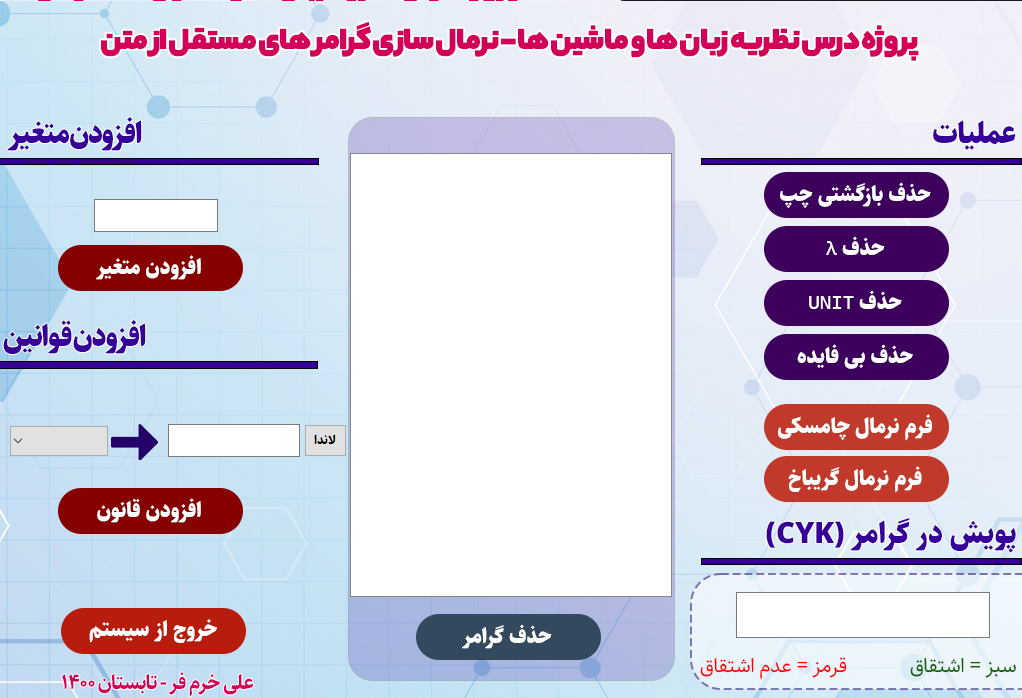 پروژه درس نظریه زبان ها و ماشین ها - نرمال سازی گرامر های مستقل از متن
عملیات
حذف بازگشتی چپ
حذف λ
حذف UNIT
حذف بی فایده
فرم نرمال چامسکی
فرم نرمال گریباخ
پویش در گرامر (CYK)
سبز = اشتقاق
قرمز = عدم اشتقاق
حذف گرامر
افزودن متغیر
افزودن متغیر
افزودن قوانین
لاندا
افزودن قانون
خروج از سیستم
علی خرم فر - تابستان ۱۴۰۰